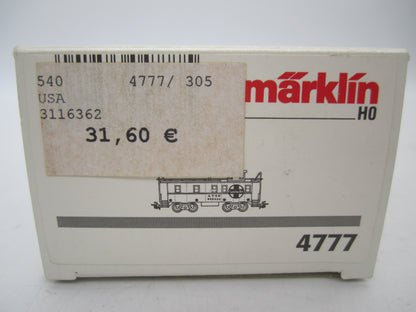 540 4777/ 305
USA
3116362
31,60 €
märklin
HO
4777